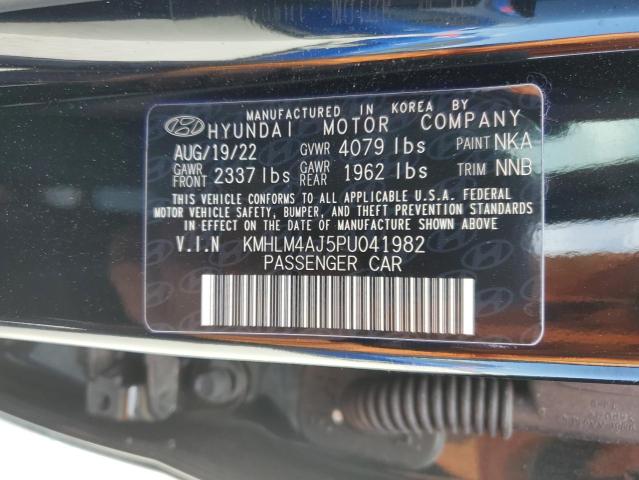 MANUFACTURED IN KOREA BY
HYUNDAI MOTOR COMPANY
AUG/19/22 GVWR 4079 lbs PAINT NKA
GAWR FRONT 2337 lbs GAWR REAR 1962 lbs TRIM NNB
THIS VEHICLE CONFORMS TO ALL APPLICABLE U.S.A. FEDERAL
MOTOR VEHICLE SAFETY, BUMPER, AND THEFT PREVENTION STANDARDS
IN EFFECT ON THE DATE OF MANUFACTURE SHOWN ABOVE.
V.I.N KMHLM4AJ5PU041982
PASSENGER CAR